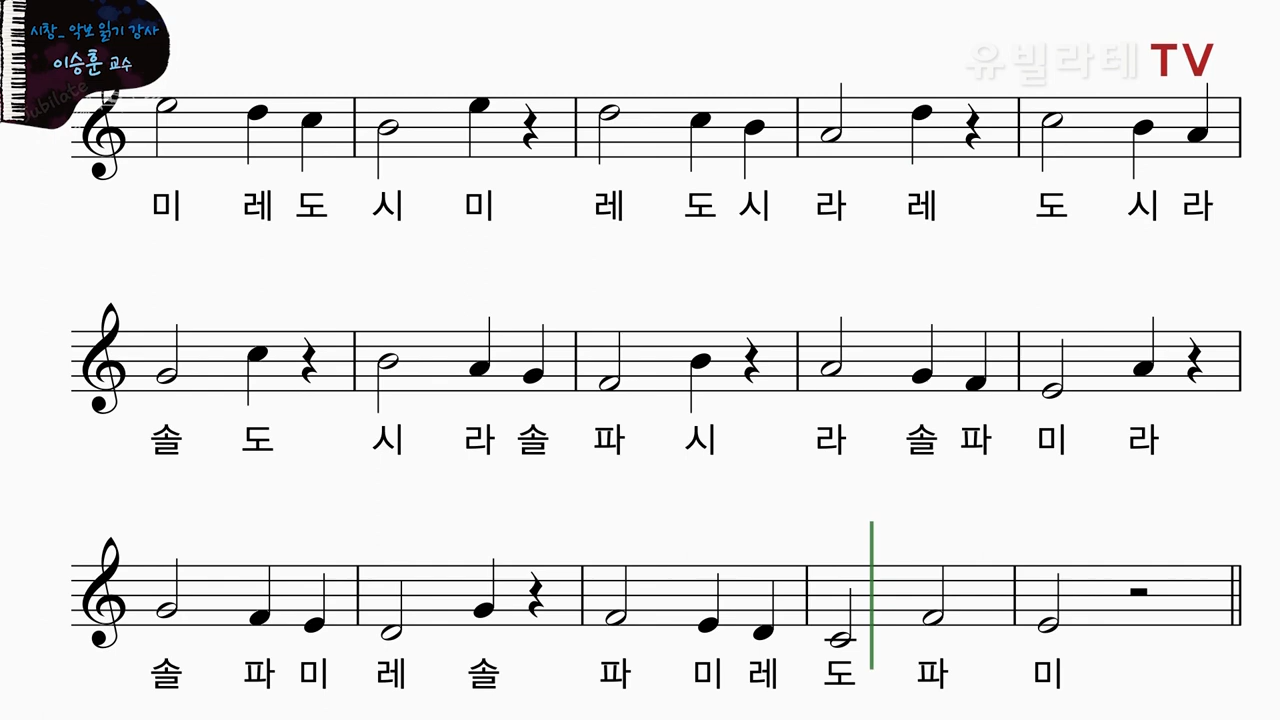 시창_ 악보 읽기 강사
이승훈 교수
Jubilate
유빌라테 TV
미 레 도 시 미 레 도 시 라 레 도 시 라
솔 도 시 라 솔 파 시 라 솔 파 미 라
솔 파 미 레 솔 파 미 레 도 파 미